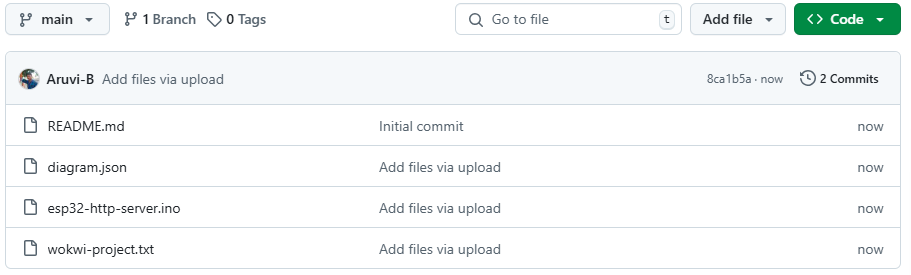 main 1 Branch 0 Tags Go to file t Add file Code
Aruvi-B Add files via upload 8ca1b5a · now 2 Commits
README.md Initial commit now
diagram.json Add files via upload now
esp32-http-server.ino Add files via upload now
wokwi-project.txt Add files via upload now